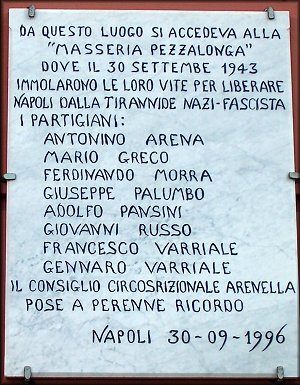 DA QUESTO LUOGO SI ACCEDEVA ALLA
"MASSERIA PEZZALONGA"
DOVE IL 30 SETTEMBRE 1943
IMMOLARONO LE LORO VITE PER LIBERARE
NAPOLI DALLA TIRANNIDE NAZI-FASCISTA
I PARTIGIANI:
ANTONINO ARENA
MARIO GRECO
FERDINANDO MORRA
GIUSEPPE PALUMBO
ADOLFO PANSINI
GIOVANNI RUSSO
FRANCESCO VARRIALE
GENNARO VARRIALE
IL CONSIGLIO CIRCOSRIZIONALE ARENELLA
POSE A PERENNE RICORDO
NAPOLI 30-09-1996